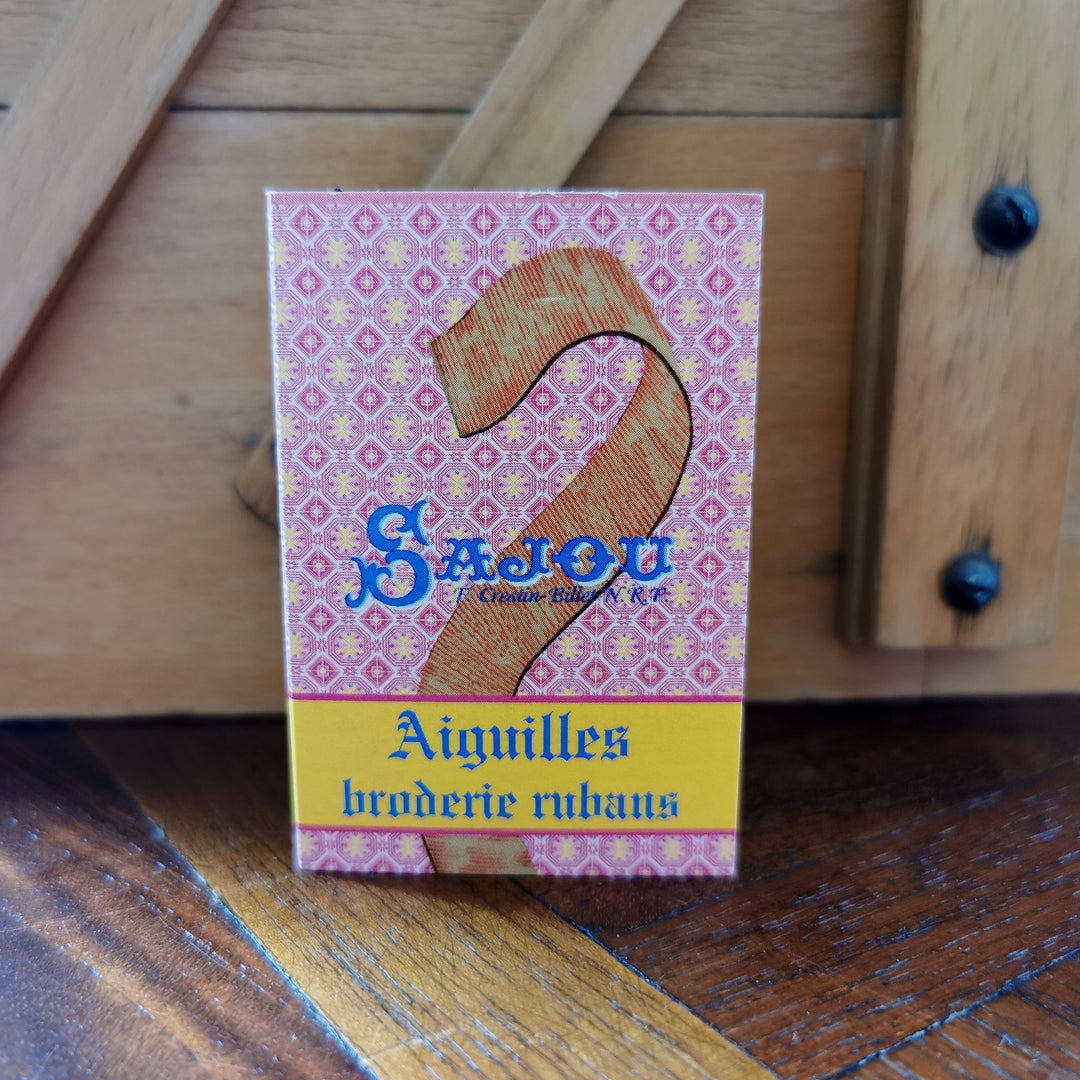 SAJOU
F. Crestin-Billet N.R.P.
Aiguilles
broderie rubans